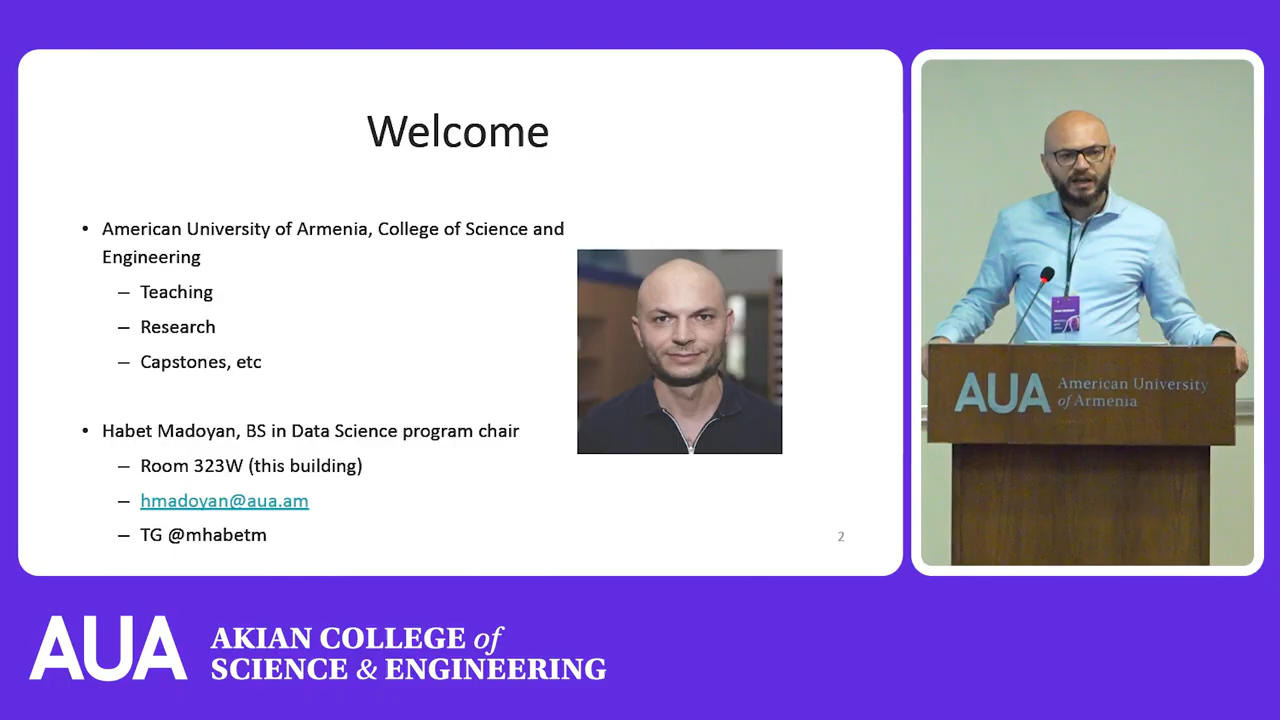 Welcome
• American University of Armenia, College of Science and
Engineering
– Teaching
– Research
– Capstones, etc
• Habet Madoyan, BS in Data Science program chair
– Room 323W (this building)
– hmadoyan@aua.am
– TG @mhabetm
2
AUA American University
of Armenia
AUA AKIAN COLLEGE of
SCIENCE & ENGINEERING